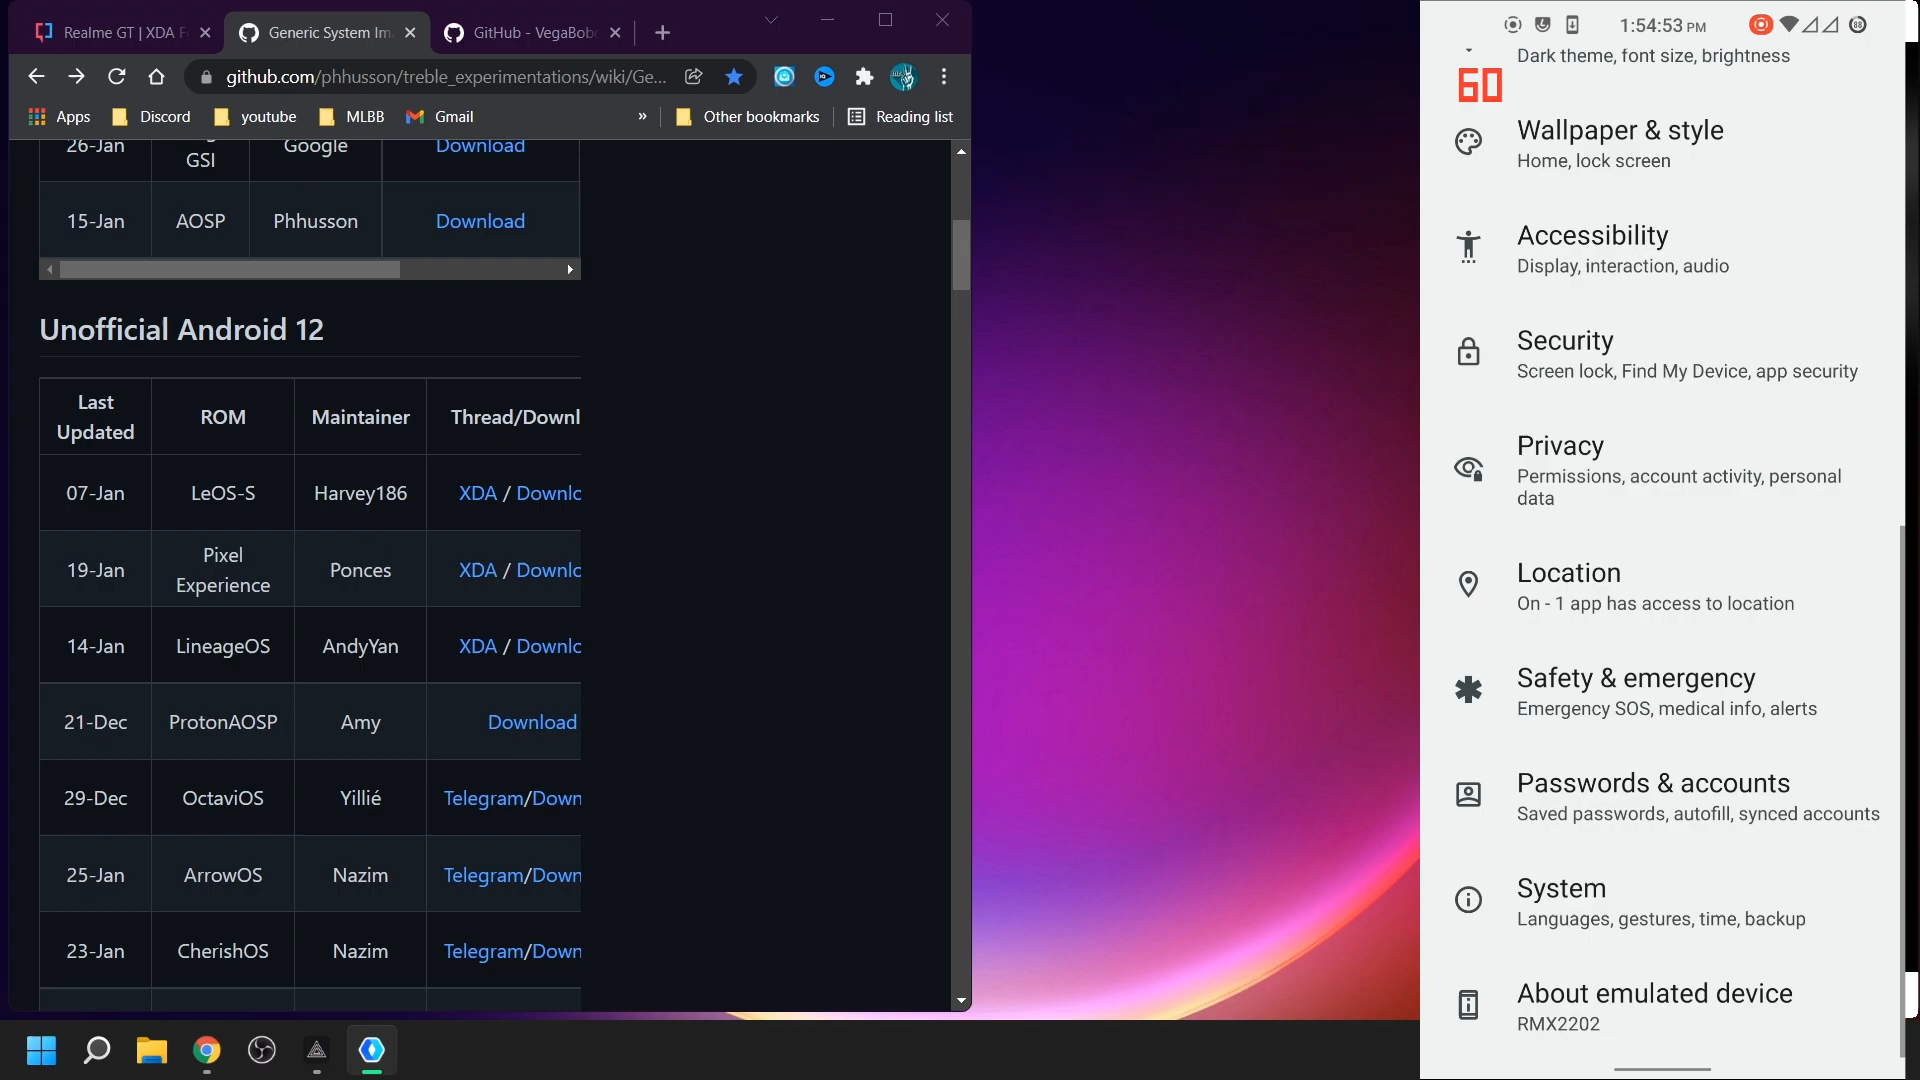 Realme GT | XDA F
Generic System Im
GitHub - VegaBob
github.com/phhusson/treble_experimentations/wiki/Ge...
Apps
Discord
youtube
MLBB
Gmail
»
Other bookmarks
Reading list
26-Jan
GSI
Google
Download
15-Jan
AOSP
Phhusson
Download
Unofficial Android 12
Last
Updated
ROM
Maintainer
Thread/Downl
07-Jan
LeOS-S
Harvey186
XDA / Downlo
19-Jan
Pixel
Experience
Ponces
XDA / Downlo
14-Jan
LineageOS
AndyYan
XDA / Downlo
21-Dec
ProtonAOSP
Amy
Download
29-Dec
OctaviOS
Yillié
Telegram/Down
25-Jan
ArrowOS
Nazim
Telegram/Down
23-Jan
CherishOS
Nazim
Telegram/Down
1:54:53 PM
88
Dark theme, font size, brightness
60
Wallpaper & style
Home, lock screen
Accessibility
Display, interaction, audio
Security
Screen lock, Find My Device, app security
Privacy
Permissions, account activity, personal
data
Location
On - 1 app has access to location
Safety & emergency
Emergency SOS, medical info, alerts
Passwords & accounts
Saved passwords, autofill, synced accounts
System
Languages, gestures, time, backup
About emulated device
RMX2202